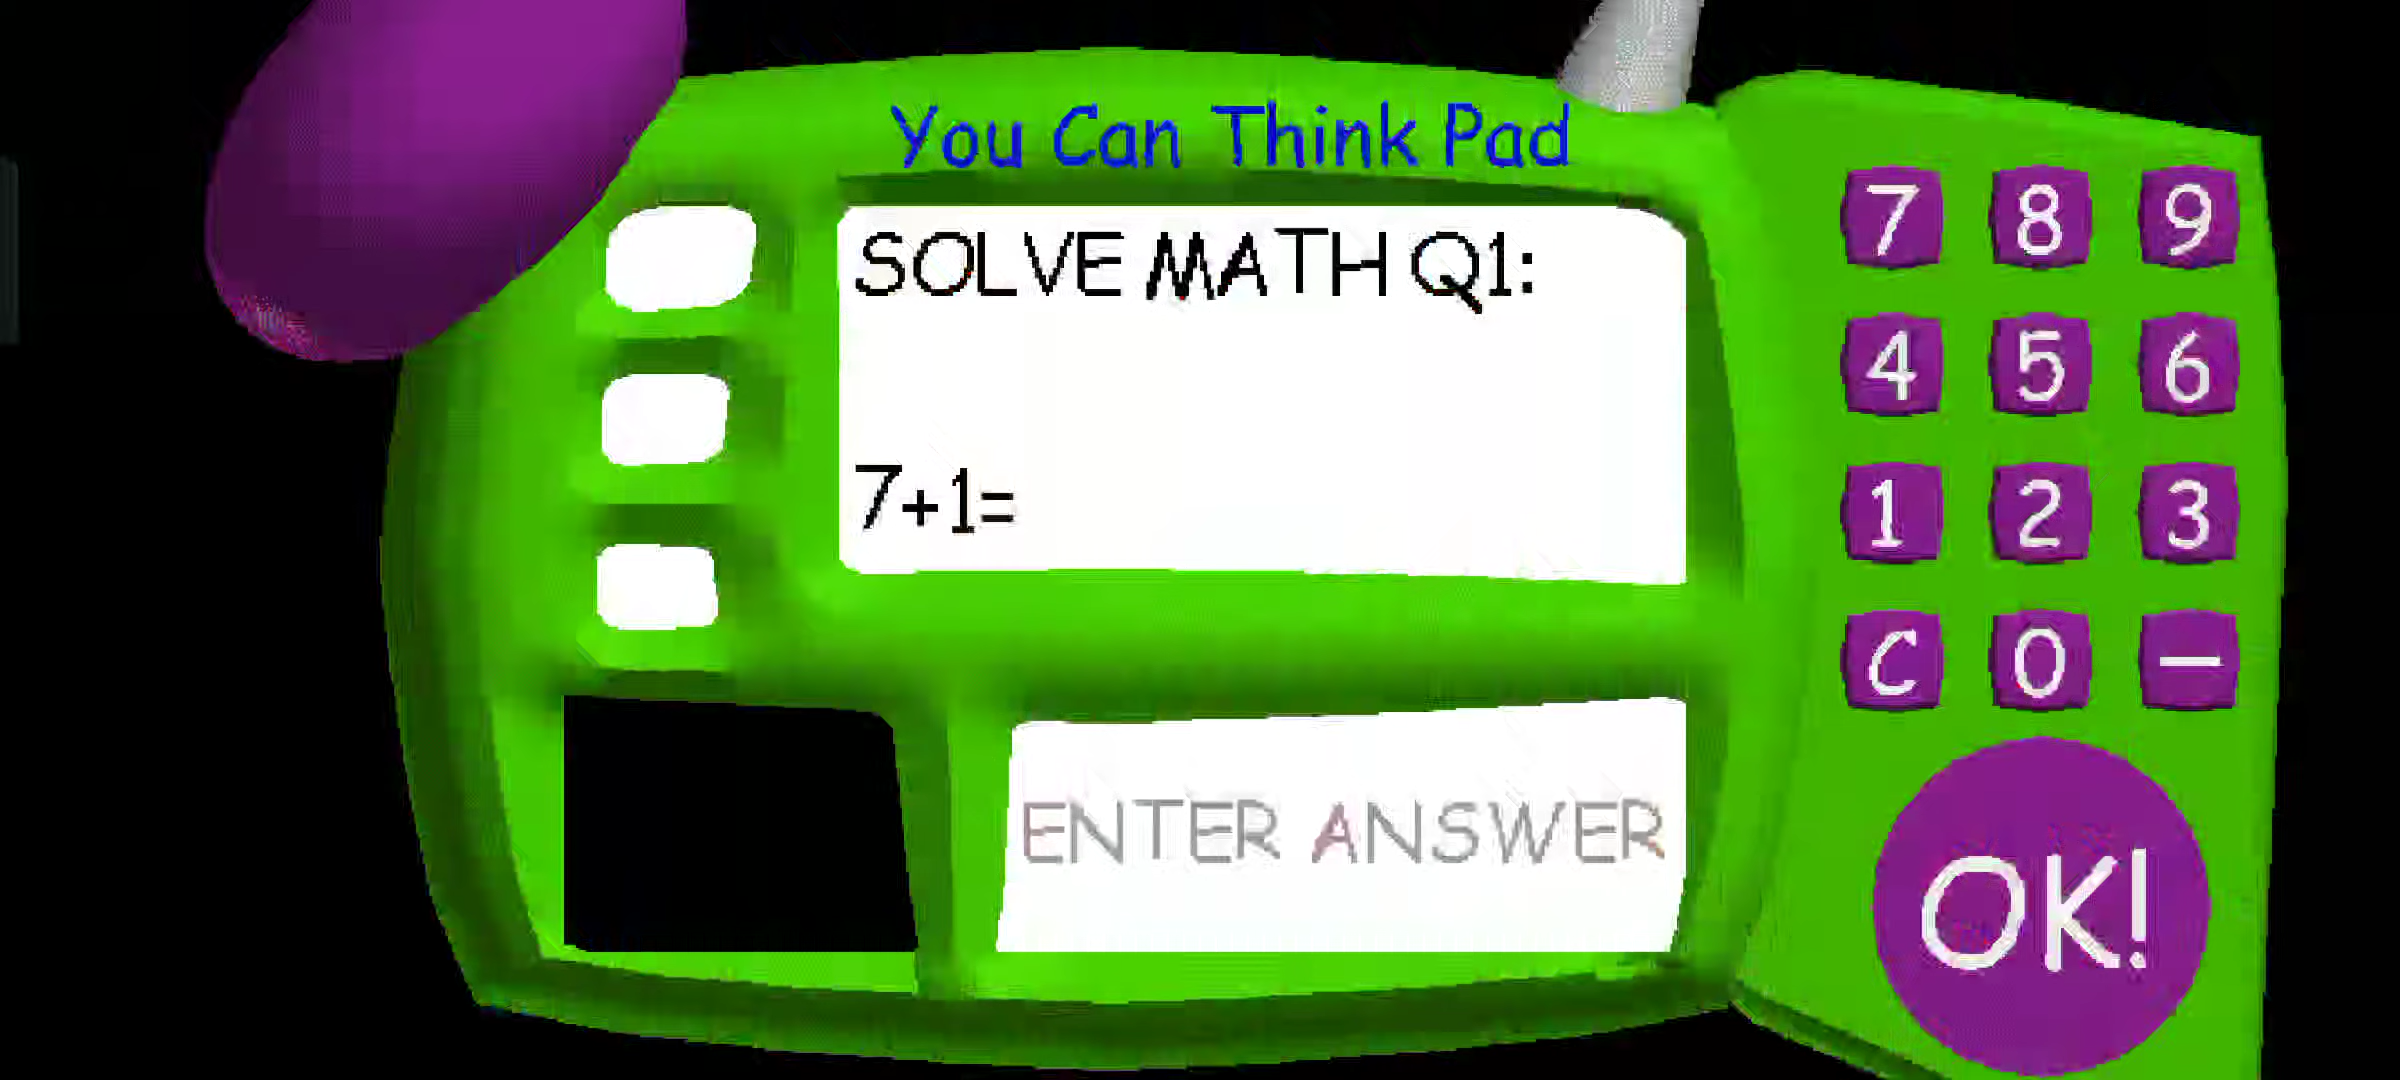 You Can Think Pad
SOLVE MATH Q1:
7+1=
ENTER ANSWER
7 8 9
4 5 6
1 2 3
C 0 −
OK!